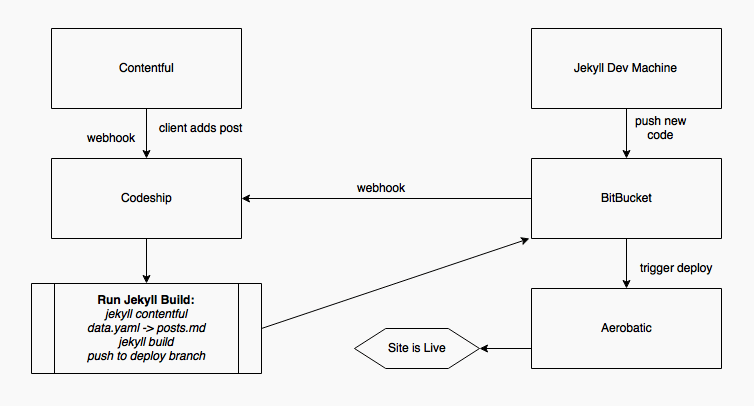 Contentful
Jekyll Dev Machine
webhook
client adds post
push new
code
Codeship
webhook
BitBucket
trigger deploy
Run Jekyll Build:
jekyll contentful
data.yaml -> posts.md
jekyll build
push to deploy branch
Site is Live
Aerobatic